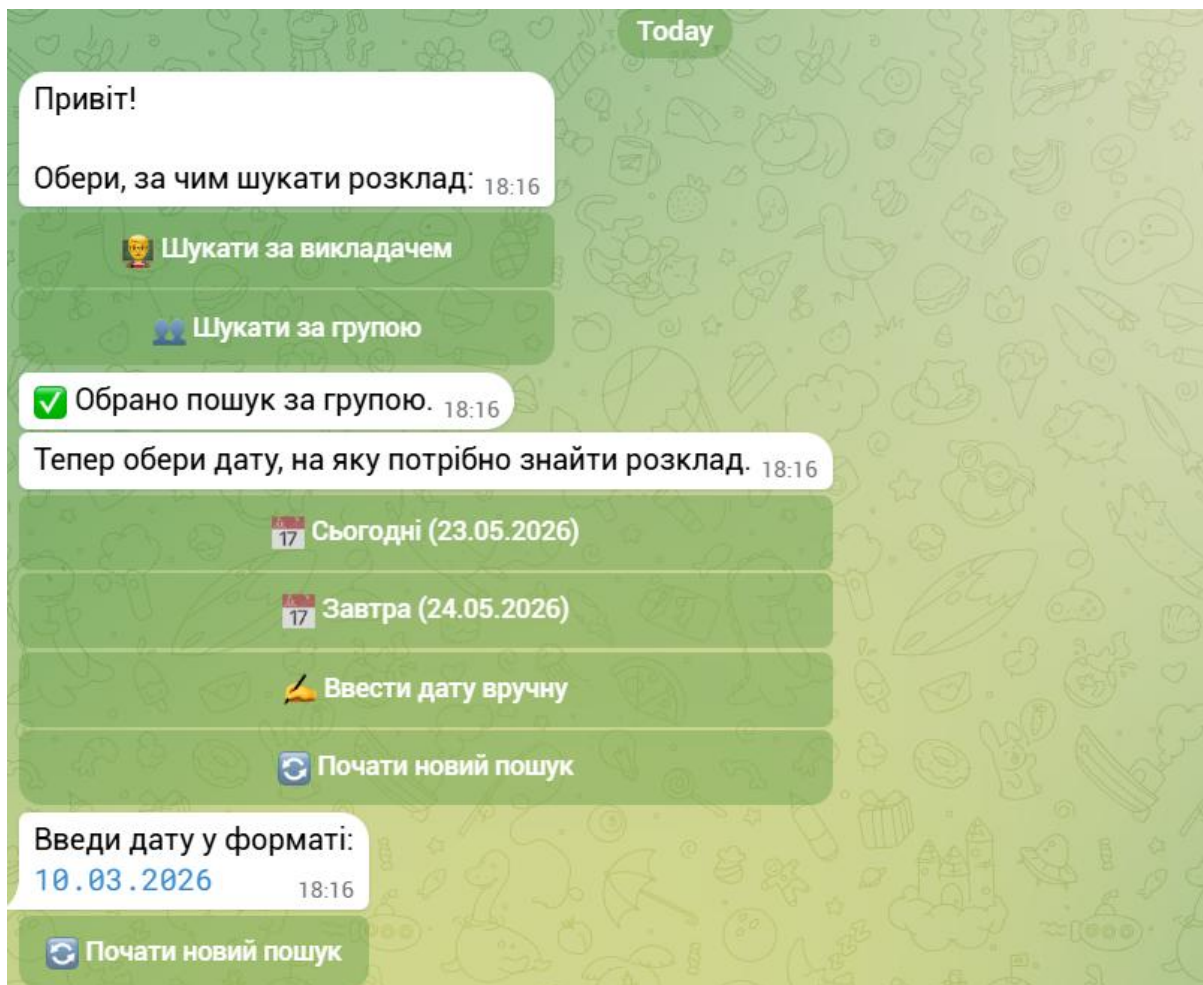 Today
Привіт!
Обери, за чим шукати розклад: 18:16
👨‍🏫 Шукати за викладачем
👥 Шукати за групою
✅ Обрано пошук за групою. 18:16
Тепер обери дату, на яку потрібно знайти розклад. 18:16
📅 Сьогодні (23.05.2026)
📅 Завтра (24.05.2026)
✍️ Ввести дату вручну
🔄 Почати новий пошук
Введи дату у форматі:
10.03.2026 18:16
🔄 Почати новий пошук